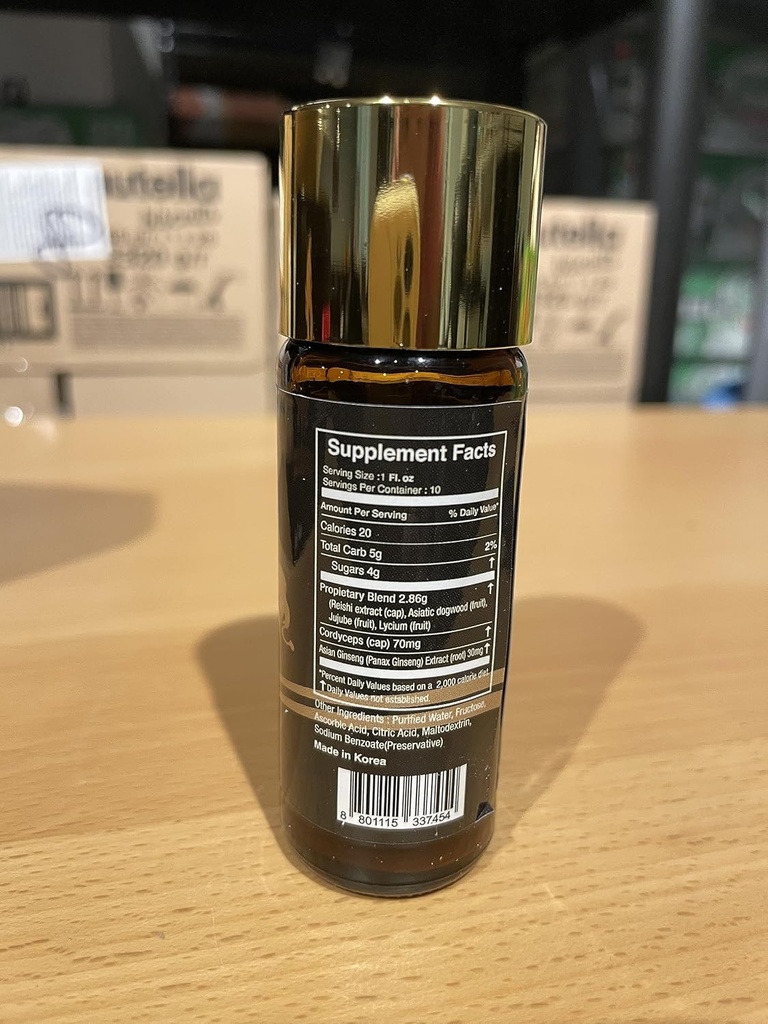 utella
utella
Supplement Facts
Serving Size :1 Fl. oz
Servings Per Container : 10
Amount Per Serving % Daily Value*
Calories 20
Total Carb 5g 2%
Sugars 4g †
Propietary Blend 2.86g †
(Reishi extract (cap), Asiatic dogwood (fruit),
Jujube (fruit), Lycium (fruit)
Cordyceps (cap) 70mg †
Asian Ginseng (Panax GInseng) Extract (root) 30mg †
*Percent Daily Values based on a 2,000 calorie diet.
† Daily Values not established.
Other Ingredients : Purified Water, Fructose,
Ascorbic Acid, Citric Acid, Maltodextrin,
Sodium Benzoate(Preservative)
Made in Korea
8 801115 337454